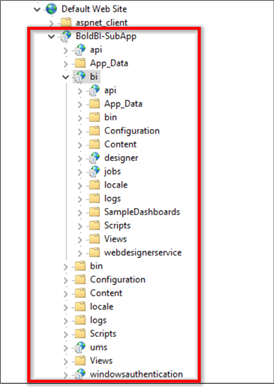 Default Web Site
aspnet_client
BoldBI-SubApp
api
App_Data
bi
api
App_Data
bin
Configuration
Content
designer
jobs
locale
logs
SampleDashboards
Scripts
Views
webdesignerservice
bin
Configuration
Content
locale
logs
Scripts
ums
Views
windowsauthentication